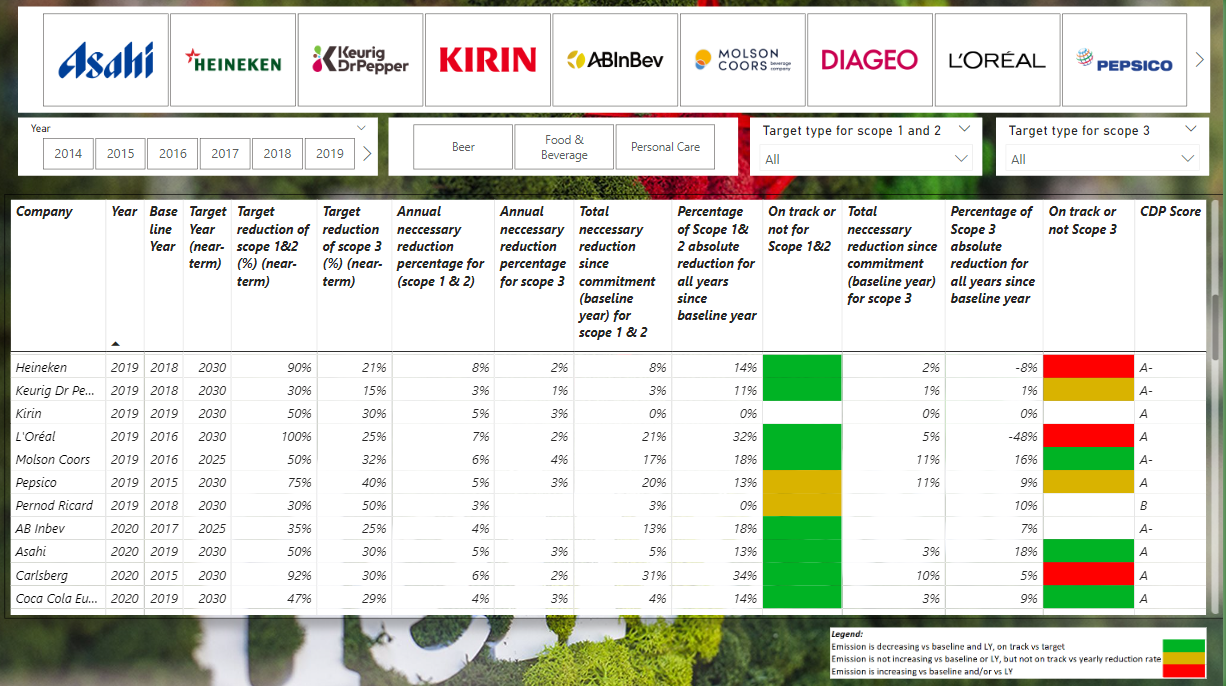 Asahi
HEINEKEN
Keurig
DrPepper
KIRIN
ABInBev
MOLSON
COORS beverage
company
DIAGEO
L'ORÉAL
PEPSICO
Year
2014 2015 2016 2017 2018 2019
Beer
Food &
Beverage
Personal Care
Target type for scope 1 and 2
All
Target type for scope 3
All
Company
Year
Base
line
Year
Target
Year
(near-
term)
Target
reduction of
scope 1&2
(%) (near-
term)
Target
reduction
of scope 3
(%) (near-
term)
Annual
neccessary
reduction
percentage for
(scope 1 & 2)
Annual
neccessary
reduction
percentage
for scope 3
Total
neccessary
reduction
since
commitment
(baseline
year) for
scope 1 & 2
Percentage
of Scope 1&
2 absolute
reduction for
all years
since
baseline year
On track or
not for
Scope 1&2
Total
neccessary
reduction since
commitment
(baseline year)
for scope 3
Percentage of
Scope 3
absolute
reduction for
all years since
baseline year
On track or
not Scope 3
CDP Score
Heineken 2019 2018 2030 90% 21% 8% 2% 8% 14% 2% -8% A-
Keurig Dr Pe... 2019 2018 2030 30% 15% 3% 1% 3% 11% 1% 1% A-
Kirin 2019 2019 2030 50% 30% 5% 3% 0% 0% 0% 0% A
L'Oréal 2019 2016 2030 100% 25% 7% 2% 21% 32% 5% -48% A
Molson Coors 2019 2016 2025 50% 32% 6% 4% 17% 18% 11% 16% A-
Pepsico 2019 2015 2030 75% 40% 5% 3% 20% 13% 11% 9% A
Pernod Ricard 2019 2018 2030 30% 50% 3% 3% 0% 10% B
AB Inbev 2020 2017 2025 35% 25% 4% 13% 18% 7% A-
Asahi 2020 2019 2030 50% 30% 5% 3% 5% 13% 3% 18% A
Carlsberg 2020 2015 2030 92% 30% 6% 2% 31% 34% 10% 5% A
Coca Cola Eu... 2020 2019 2030 47% 29% 4% 3% 4% 14% 3% 9% A
Legend:
Emission is decreasing vs baseline and LY, on track vs target
Emission is not increasing vs baseline or LY, but not on track vs yearly reduction rate
Emission is increasing vs baseline and/or vs LY